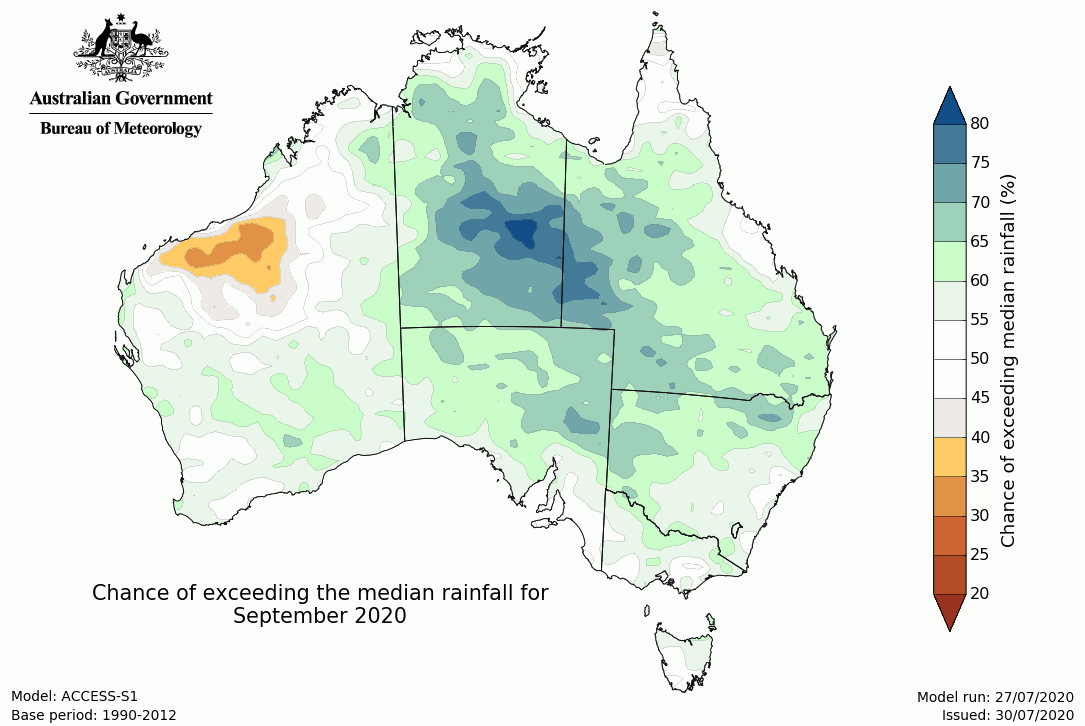 Australian Government
Bureau of Meteorology
80
75
70
65
60
55
50
45
40
35
30
25
20
Chance of exceeding median rainfall (%)
Chance of exceeding the median rainfall for
September 2020
Model: ACCESS-S1
Base period: 1990-2012
Model run: 27/07/2020
Issued: 30/07/2020